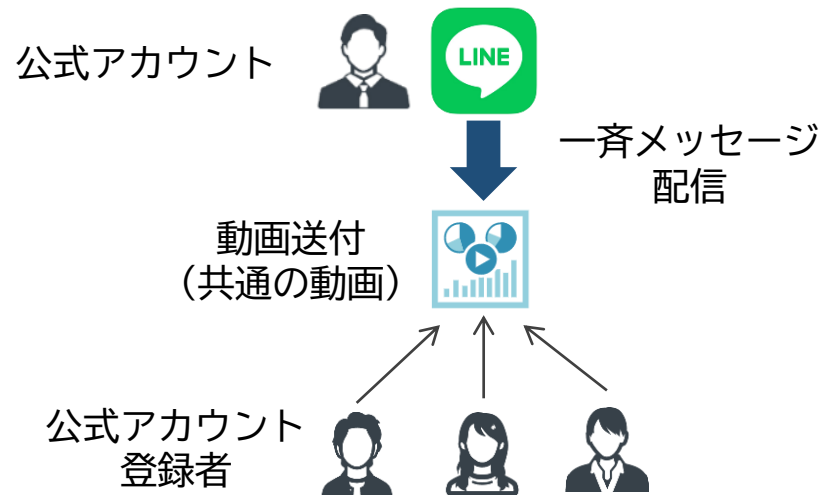 公式アカウント
LINE
一斉メッセージ
配信
動画送付
（共通の動画）
公式アカウント
登録者